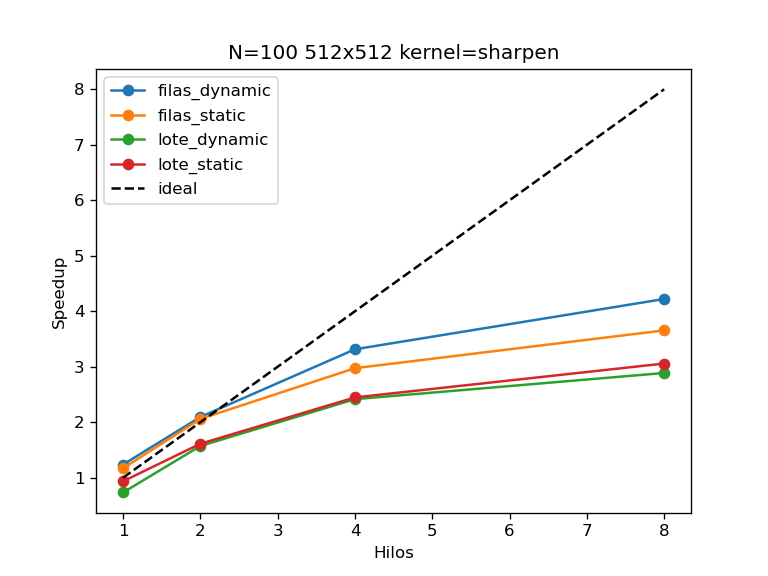 N=100 512x512 kernel=sharpen
filas_dynamic
filas_static
lote_dynamic
lote_static
ideal
8
7
6
5
4
3
2
1
Speedup
1 2 3 4 5 6 7 8
Hilos